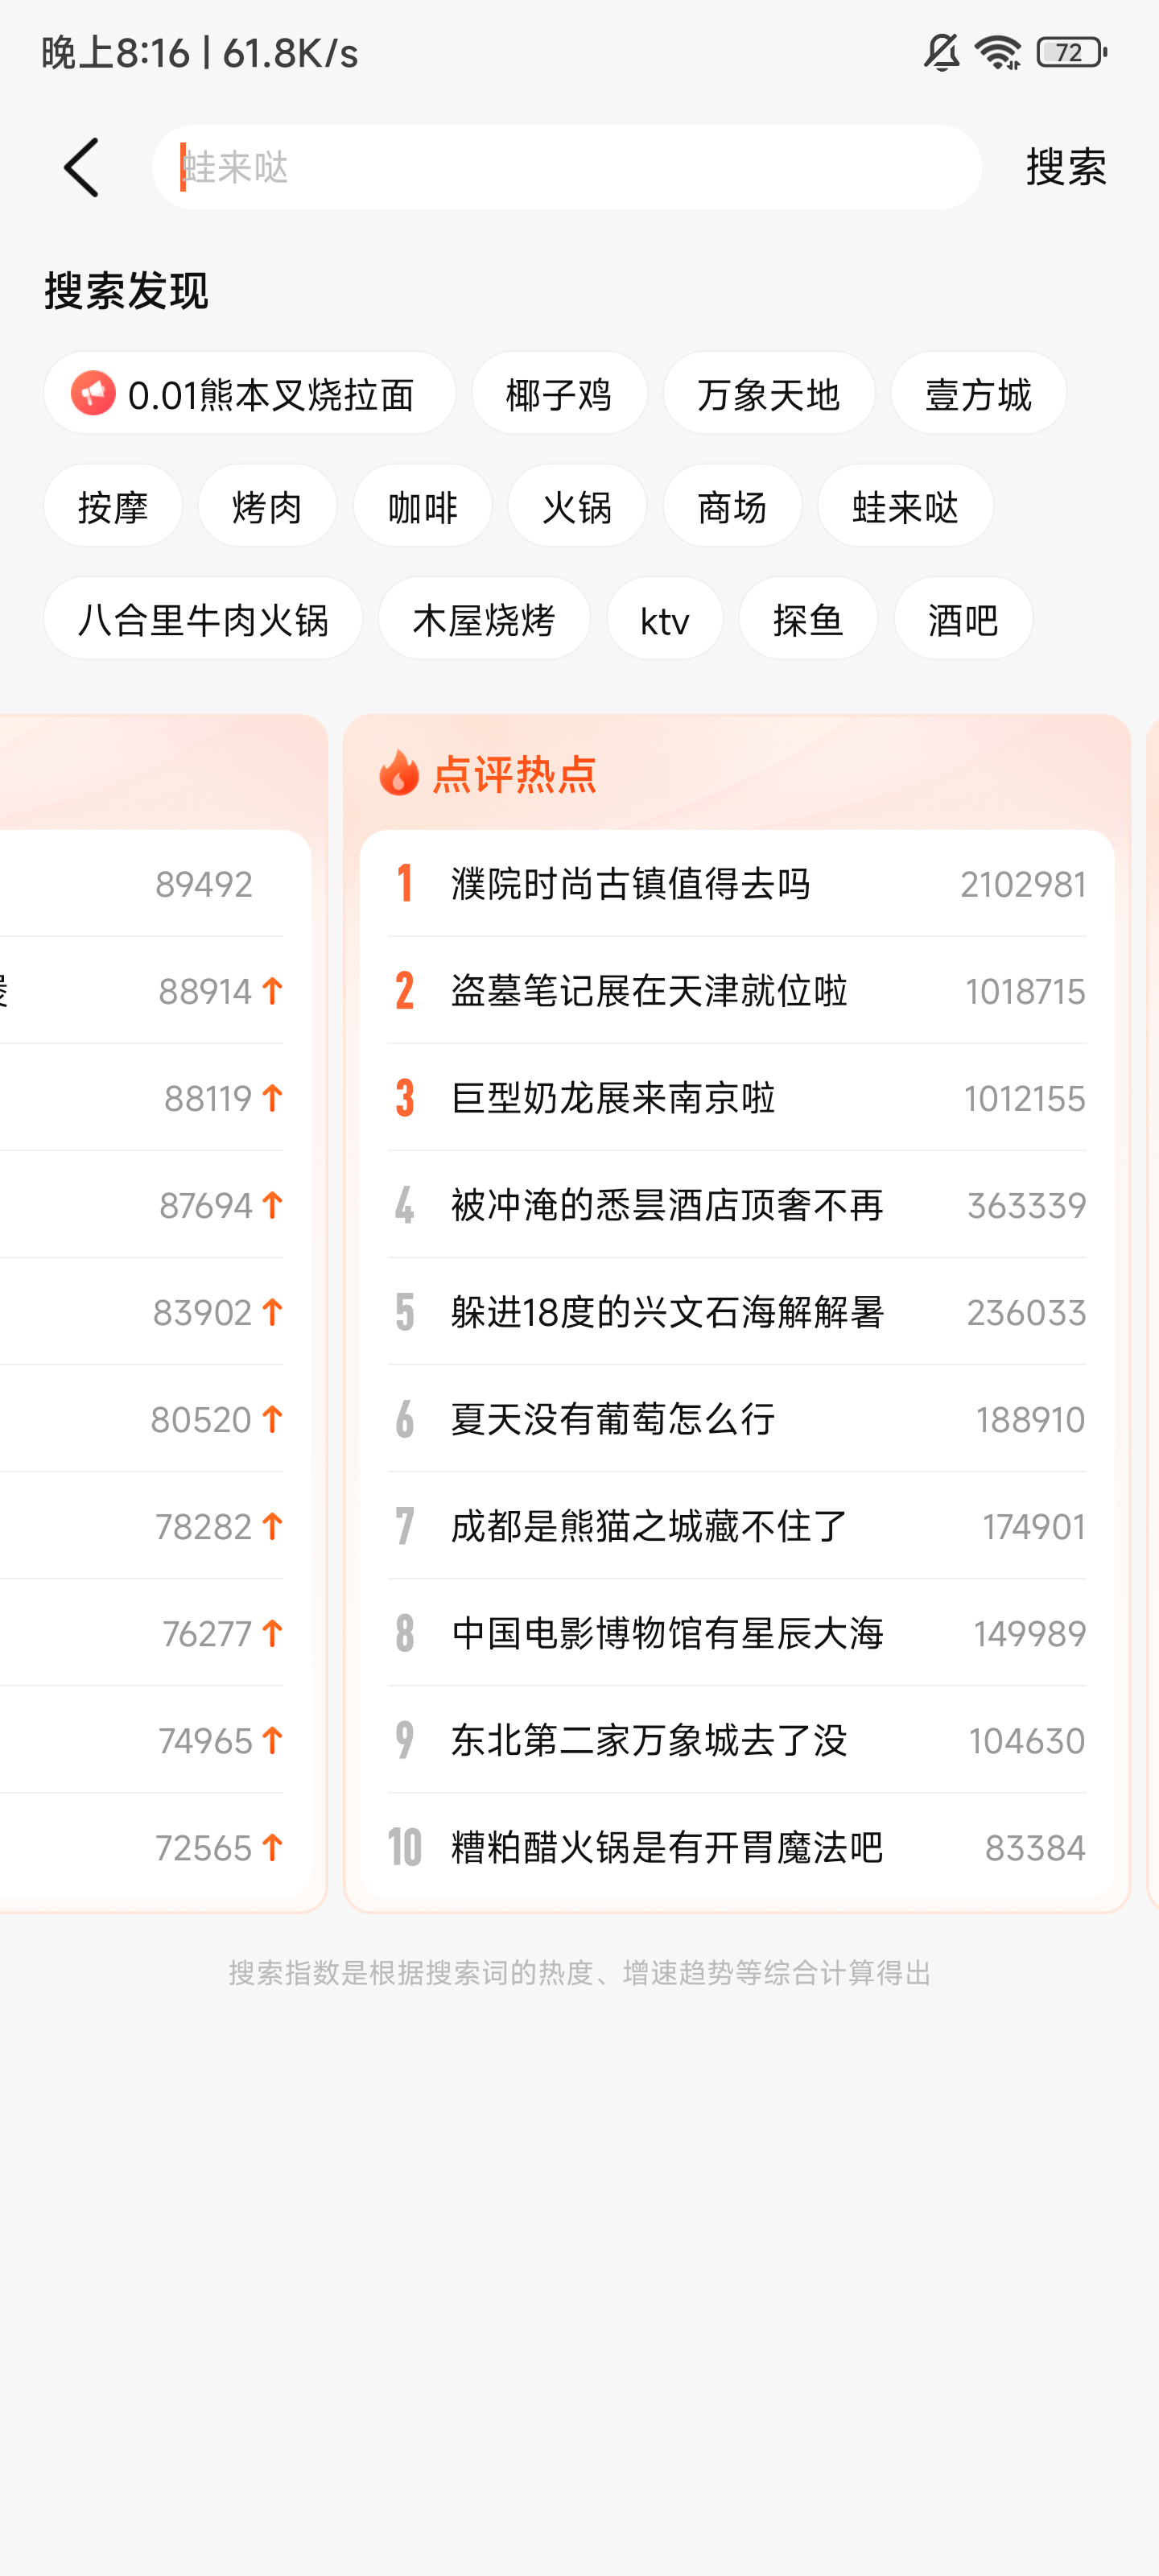 晚上8:16 | 61.8K/s
72
蛙来哒
搜索
搜索发现
0.01熊本叉烧拉面
椰子鸡
万象天地
壹方城
按摩
烤肉
咖啡
火锅
商场
蛙来哒
八合里牛肉火锅
木屋烧烤
ktv
探鱼
酒吧
89492
88914
88119
87694
83902
80520
78282
76277
74965
72565
点评热点
1 濮院时尚古镇值得去吗 2102981
2 盗墓笔记展在天津就位啦 1018715
3 巨型奶龙展来南京啦 1012155
4 被冲淹的悉昙酒店顶奢不再 363339
5 躲进18度的兴文石海解解暑 236033
6 夏天没有葡萄怎么行 188910
7 成都是熊猫之城藏不住了 174901
8 中国电影博物馆有星辰大海 149989
9 东北第二家万象城去了没 104630
10 糟粕醋火锅是有开胃魔法吧 83384
搜索指数是根据搜索词的热度、增速趋势等综合计算得出